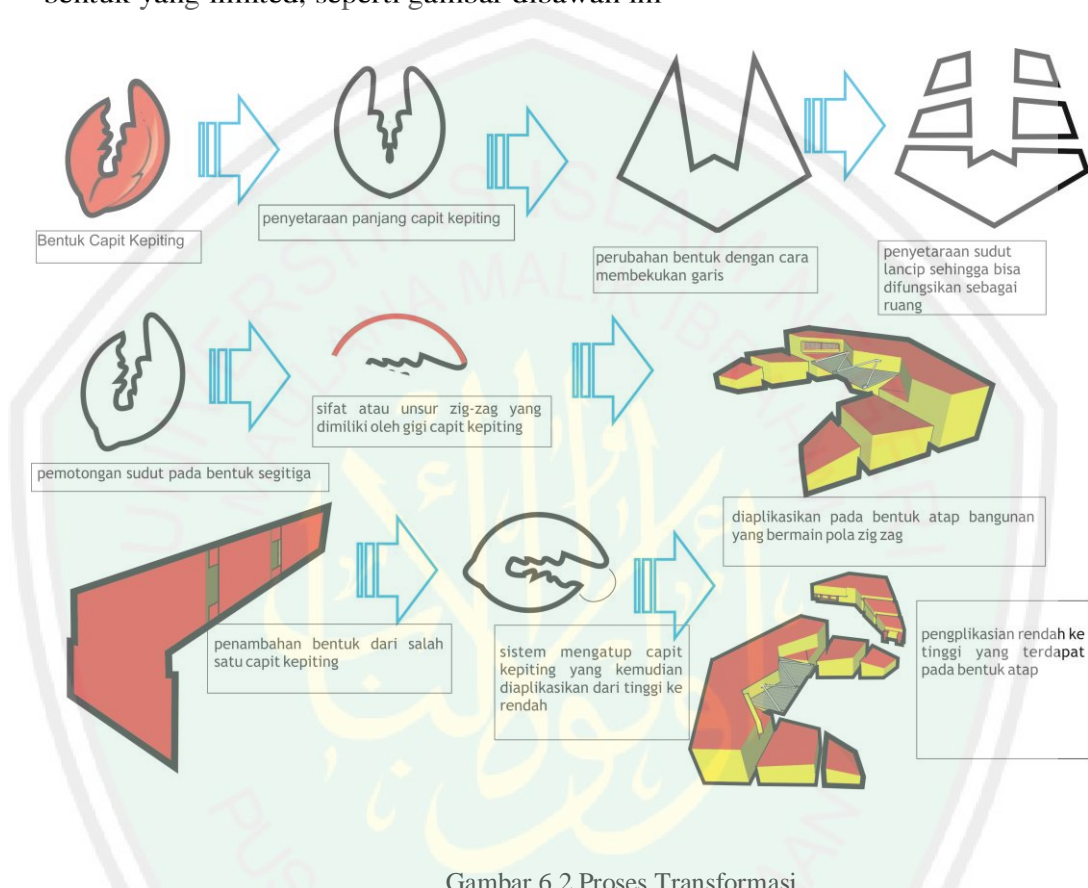 bentuk yang limited, seperti gambar dibawah ini
Bentuk Capit Kepiting
penyetaraan panjang capit kepiting
perubahan bentuk dengan cara
membekukan garis
penyetaraan sudut
lancip sehingga bisa
difungsikan sebagai
ruang
pemotongan sudut pada bentuk segitiga
sifat atau unsur zig-zag yang
dimiliki oleh gigi capit kepiting
diaplikasikan pada bentuk atap bangunan
yang bermain pola zig zag
penambahan bentuk dari salah
satu capit kepiting
sistem mengatup capit
kepiting yang kemudian
diaplikasikan dari tinggi ke
rendah
pengplikasian rendah ke
tinggi yang terdapat
pada bentuk atap
Gambar 6.2 Proses Transformasi